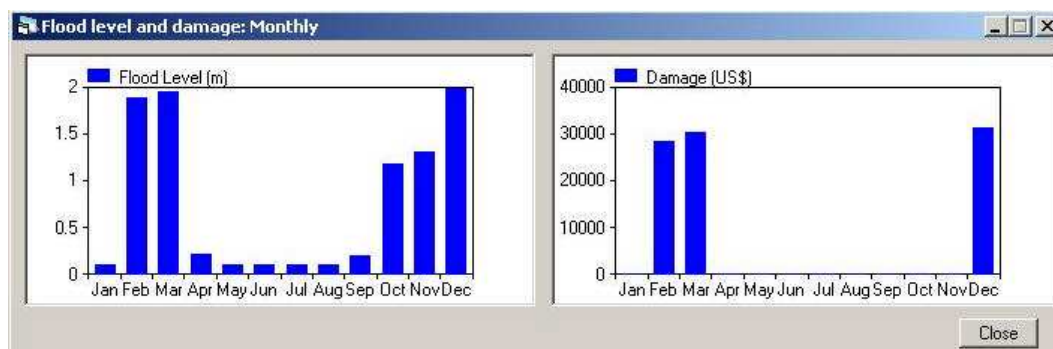 Flood level and damage: Monthly
Flood Level (m)
2
1.5
1
0.5
0
Jan Feb Mar Apr May Jun Jul Aug Sep Oct Nov Dec
Damage (US$)
40000
30000
20000
10000
0
Jan Feb Mar Apr May Jun Jul Aug Sep Oct Nov Dec
Close